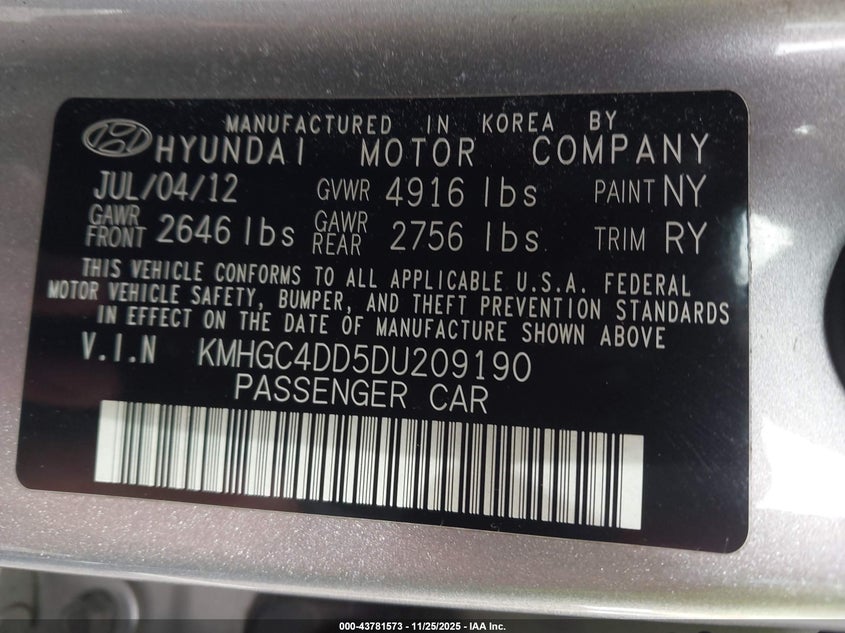 MANUFACTURED IN KOREA BY
HYUNDAI MOTOR COMPANY
JUL/04/12 GVWR 4916 lbs PAINT NY
GAWR FRONT 2646 lbs GAWR REAR 2756 lbs TRIM RY
THIS VEHICLE CONFORMS TO ALL APPLICABLE U.S.A. FEDERAL
MOTOR VEHICLE SAFETY, BUMPER, AND THEFT PREVENTION STANDARDS
IN EFFECT ON THE DATE OF MANUFACTURE SHOWN ABOVE
V.I.N KMHGC4DD5DU209190
PASSENGER CAR
000-43781573 - 11/25/2025 - IAA Inc.